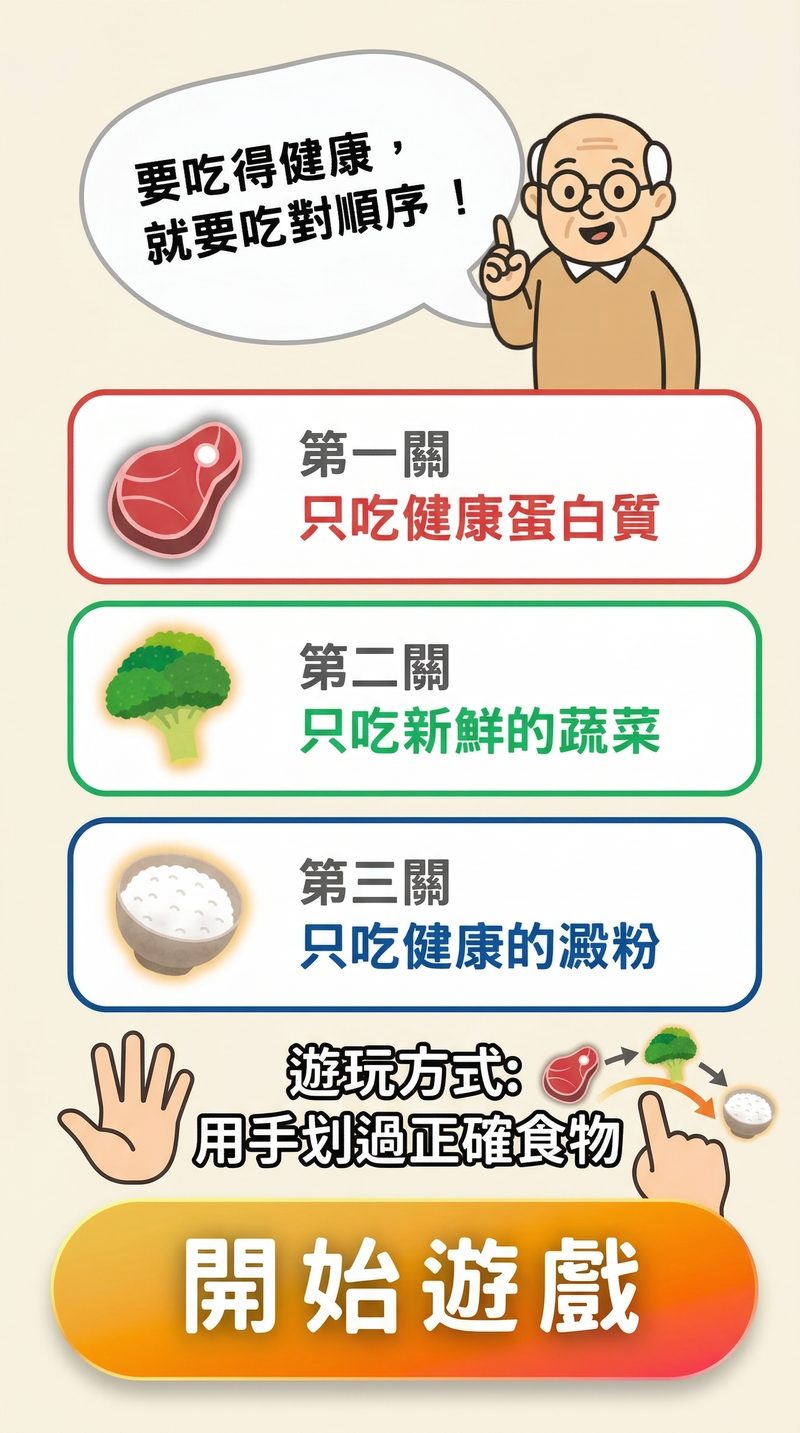 要吃得健康，
就要吃對順序！
第一關
只吃健康蛋白質
第二關
只吃新鮮的蔬菜
第三關
只吃健康的澱粉
遊玩方式:
用手划過正確食物
開始遊戲